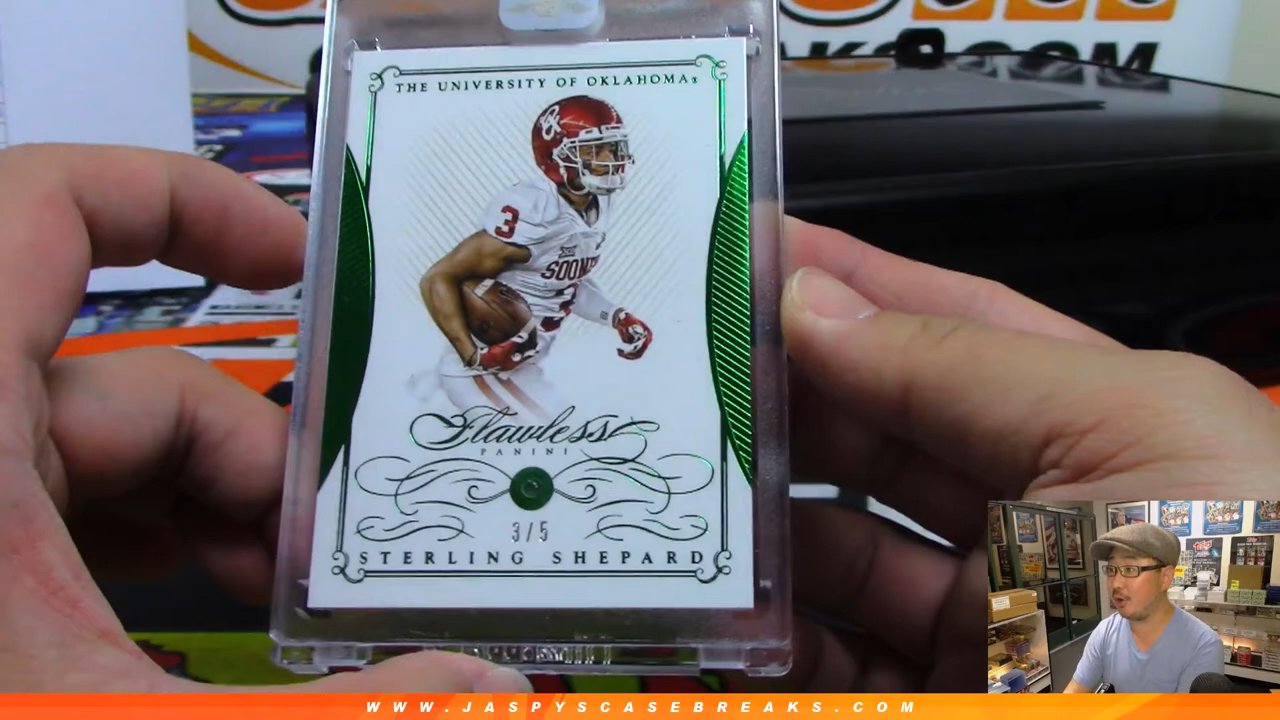 THE UNIVERSITY OF OKLAHOMA
3
SOONERS
Flawless
PANINI
3/5
STERLING SHEPARD
WWW.JASPYSCASEBREAKS.COM